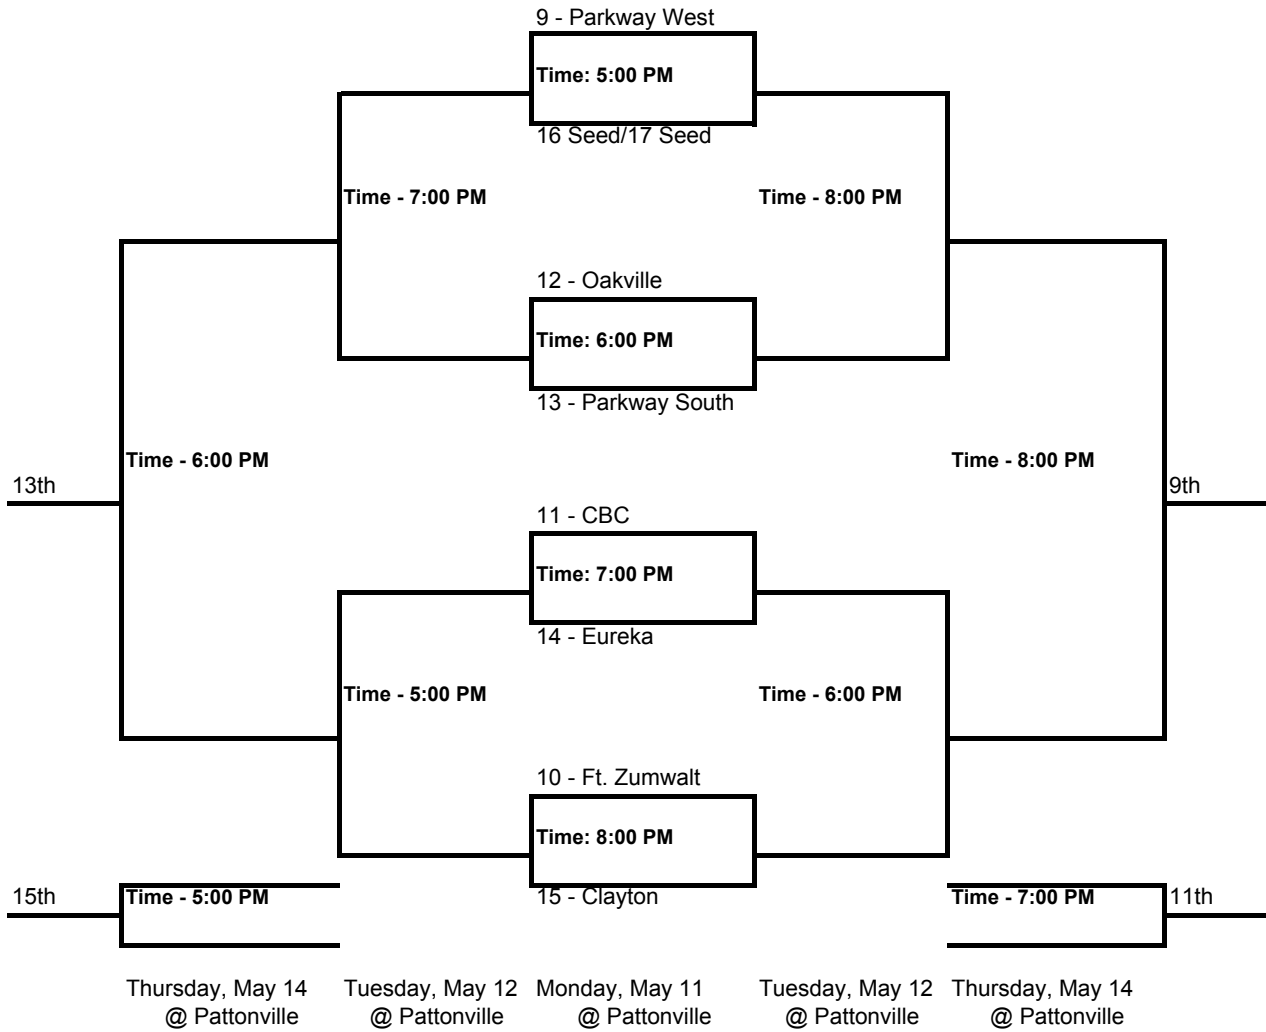 9 - Parkway West
Time: 5:00 PM
16 Seed/17 Seed
Time - 7:00 PM
Time - 8:00 PM
12 - Oakville
Time: 6:00 PM
13 - Parkway South
Time - 6:00 PM
Time - 8:00 PM
13th
9th
11 - CBC
Time: 7:00 PM
14 - Eureka
Time - 5:00 PM
Time - 6:00 PM
10 - Ft. Zumwalt
Time: 8:00 PM
15th
Time - 5:00 PM
15 - Clayton
Time - 7:00 PM
11th
Thursday, May 14
@ Pattonville
Tuesday, May 12
@ Pattonville
Monday, May 11
@ Pattonville
Tuesday, May 12
@ Pattonville
Thursday, May 14
@ Pattonville